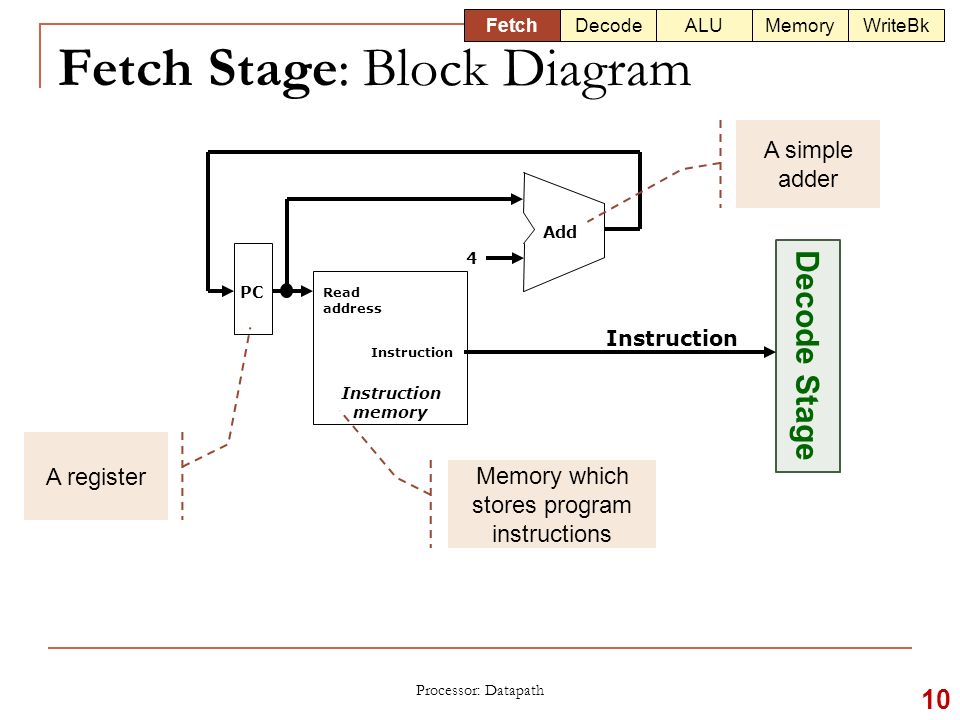 Fetch Decode ALU Memory WriteBk
Fetch Stage: Block Diagram
A simple
adder
Add
4
PC
Read
address
Instruction
Instruction
memory
Instruction
Decode Stage
A register
Memory which
stores program
instructions
Processor: Datapath
10